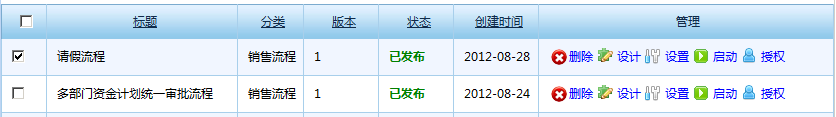 标题 分类 版本 状态 创建时间 管理
请假流程 销售流程 1 已发布 2012-08-28 删除 设计 设置 启动 授权
多部门资金计划统一审批流程 销售流程 1 已发布 2012-08-24 删除 设计 设置 启动 授权